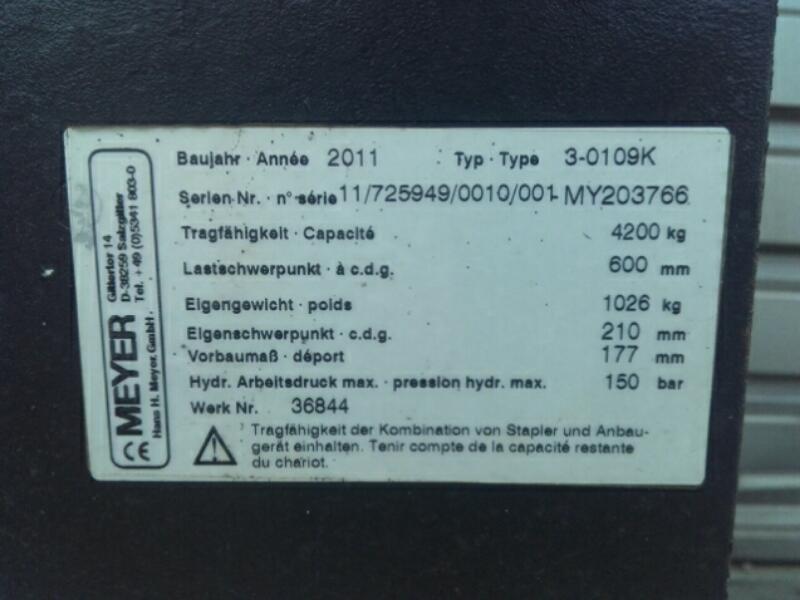 Baujahr · Année 2011 Typ · Type 3-0109K
Serien Nr. · n° série 11/725949/0010/001-MY203766
Tragfähigkeit · Capacité 4200 kg
Lastschwerpunkt · à c.d.g. 600 mm
Eigengewicht · poids 1026 kg
Eigenschwerpunkt · c.d.g. 210 mm
Vorbaumaß · déport 177 mm
Hydr. Arbeitsdruck max. · pression hydr. max. 150 bar
Werk Nr. 36844
Tragfähigkeit der Kombination von Stapler und Anbau-
gerät einhalten. Tenir compte de la capacité restante
du chariot.
MEYER
Hans H. Meyer GmbH ·
Gittertor 14
D-38259 Salzgitter
Tel. +49 (0)5341 803-0
CE